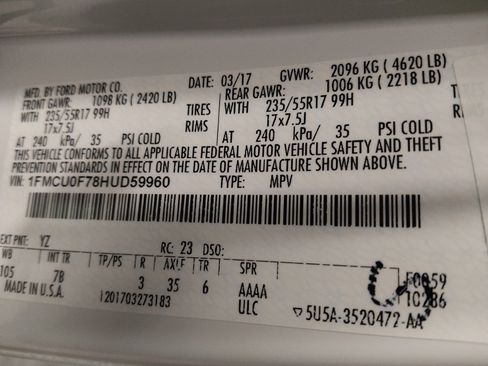 MFD. BY FORD MOTOR CO. DATE: 03/17 GVWR: 2096 KG ( 4620 LB)
FRONT GAWR: 1098 KG ( 2420 LB) REAR GAWR: 1006 KG ( 2218 LB)
WITH 235/55R17 99H TIRES WITH 235/55R17 99H TIRES
17x7.5J RIMS 17x7.5J RIMS
AT 240 kPa/ 35 PSI COLD AT 240 kPa/ 35 PSI COLD
THIS VEHICLE CONFORMS TO ALL APPLICABLE FEDERAL MOTOR VEHICLE SAFETY AND THEFT
PREVENTION STANDARDS IN EFFECT ON THE DATE OF MANUFACTURE SHOWN ABOVE.
VIN: 1FMCU0F78HUD59960 TYPE: MPV
EXT PNT: YZ RC: 23 DSO:
WB INT TR TP/PS R AXLE TR SPR
105 7B 3 35 6 AAAA
MADE IN U.S.A. ULC
I201703273183
F0059
10286
5U5A-3520472-AA